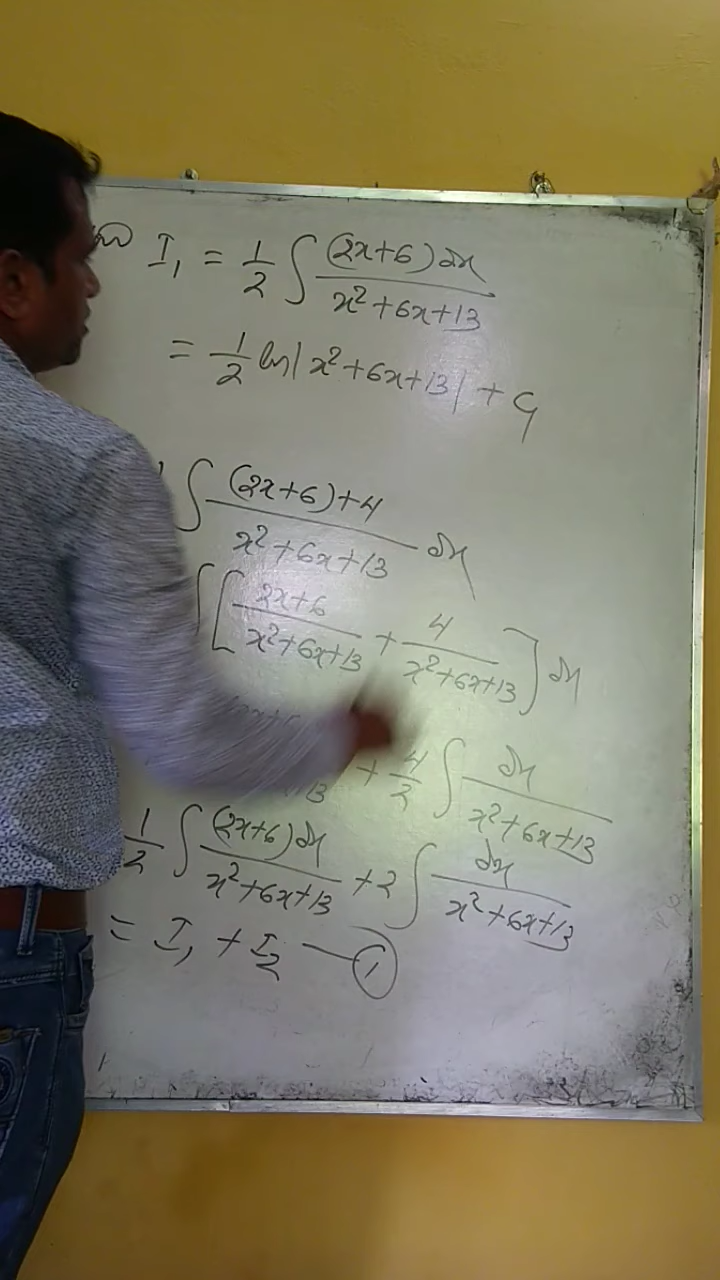 I₁ = 1/2 ∫ (2x+6) dx / x²+6x+13
= 1/2 ln| x²+6x+13 | + C₁
∫ (2x+6)+4 / x²+6x+13 dx
∫ [ 2x+6 / x²+6x+13 + 4 / x²+6x+13 ] dx
+ 4/2 ∫ dx / x²+6x+13
1/2 ∫ (2x+6) dx / x²+6x+13 + 2 ∫ dx / x²+6x+13
= I₁ + I₂ — ①